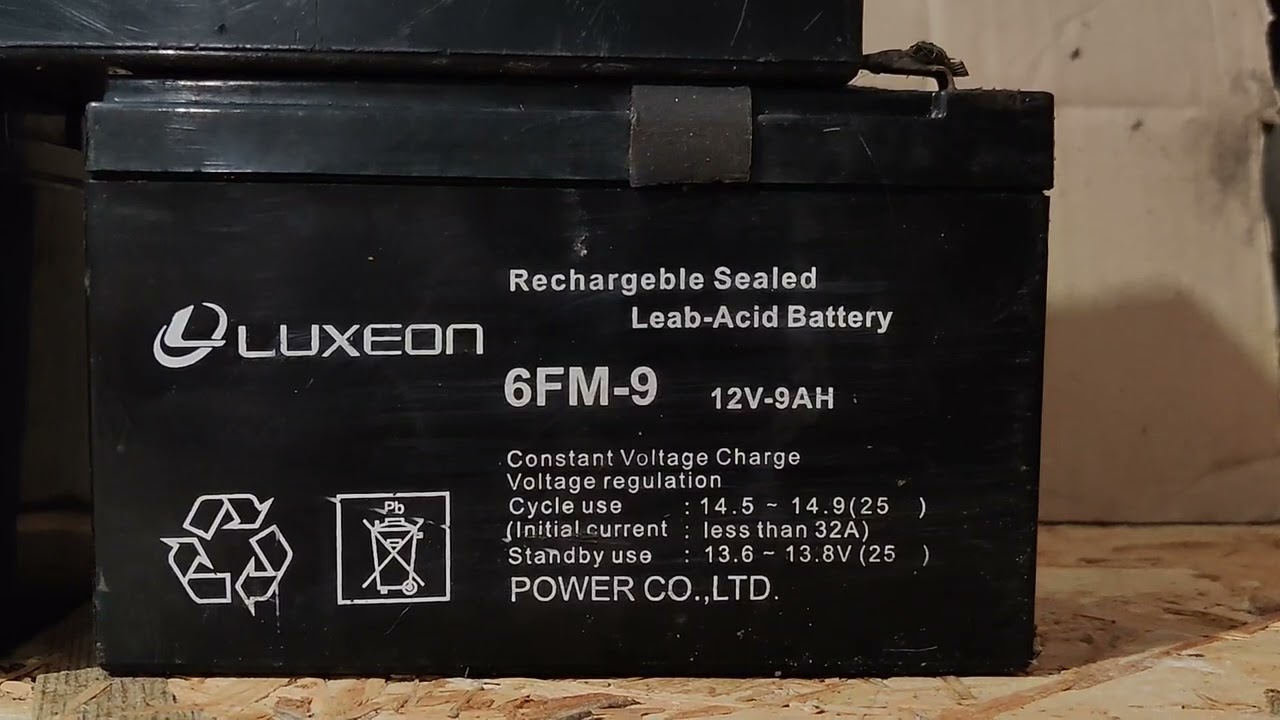 Rechargeble Sealed
Leab-Acid Battery
LUXEON
6FM-9 12V-9AH
Constant Voltage Charge
Voltage regulation
Cycle use : 14.5 ~ 14.9(25 )
(Initial current : less than 32A)
Standby use : 13.6 ~ 13.8V (25 )
POWER CO.,LTD.
Pb